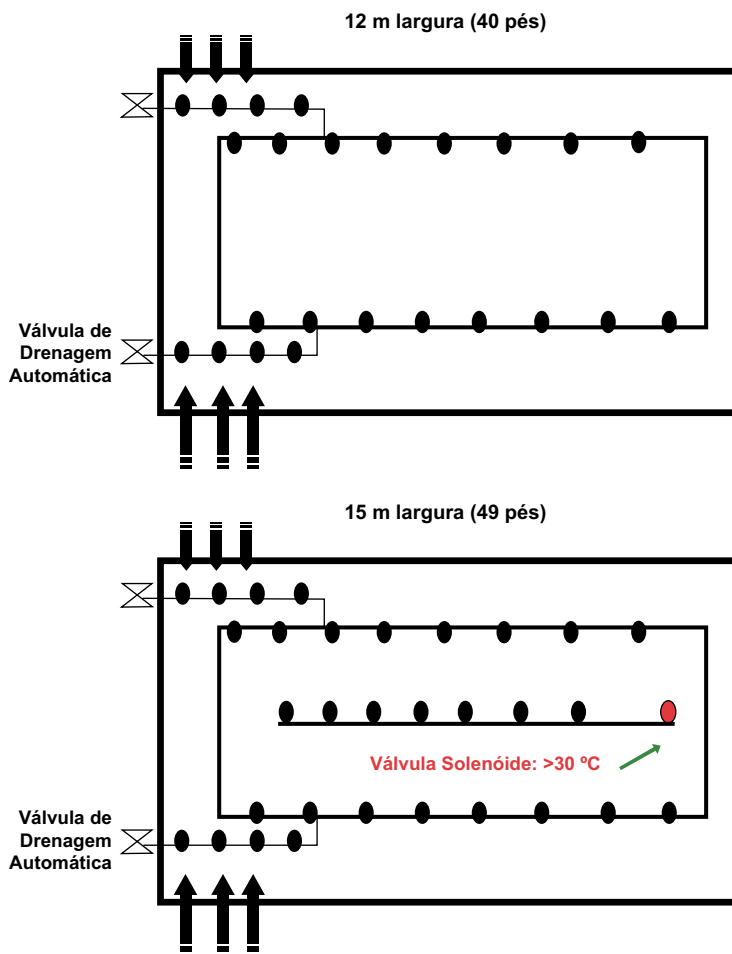 12 m largura (40 pés)
Válvula de
Drenagem
Automática
15 m largura (49 pés)
Válvula Solenóide: >30 ºC
Válvula de
Drenagem
Automática